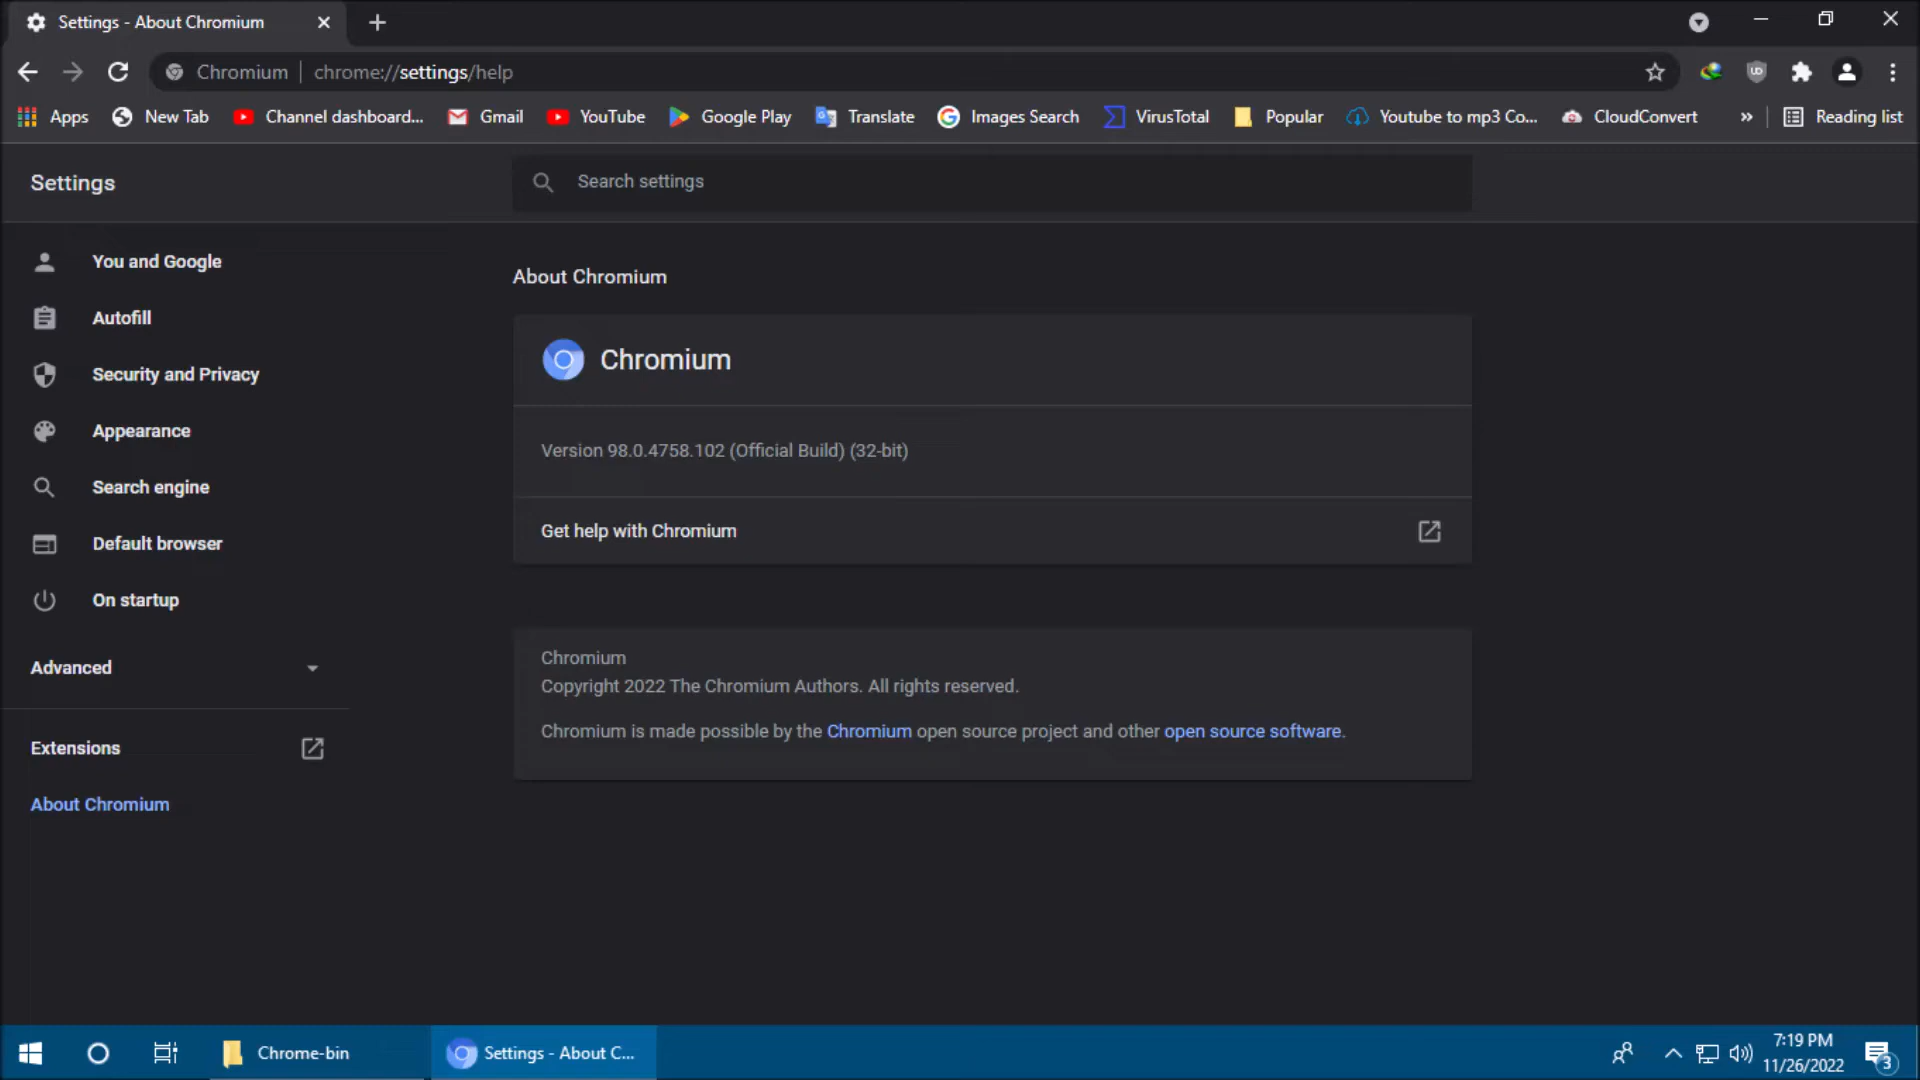 Settings - About Chromium
Chromium | chrome://settings/help
Apps New Tab Channel dashboard... Gmail YouTube Google Play Translate Images Search VirusTotal Popular Youtube to mp3 Co... CloudConvert » Reading list
Settings
Search settings
You and Google
Autofill
Security and Privacy
Appearance
Search engine
Default browser
On startup
Advanced
Extensions
About Chromium
About Chromium
Chromium
Version 98.0.4758.102 (Official Build) (32-bit)
Get help with Chromium
Chromium
Copyright 2022 The Chromium Authors. All rights reserved.
Chromium is made possible by the Chromium open source project and other open source software.
Chrome-bin
Settings - About C...
7:19 PM
11/26/2022
3